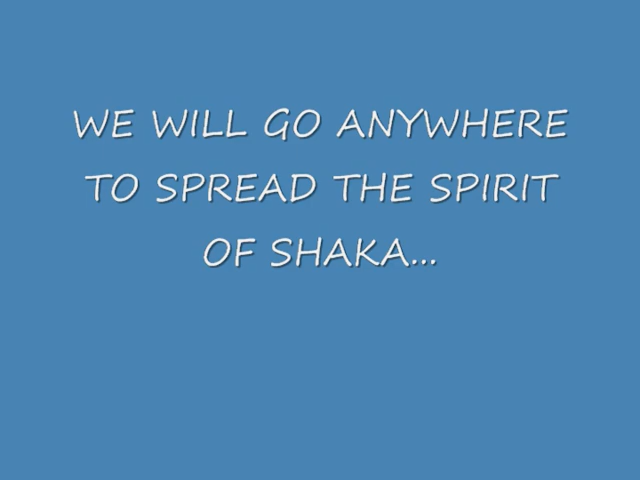 WE WILL GO ANYWHERE
TO SPREAD THE SPIRIT
OF SHAKA...